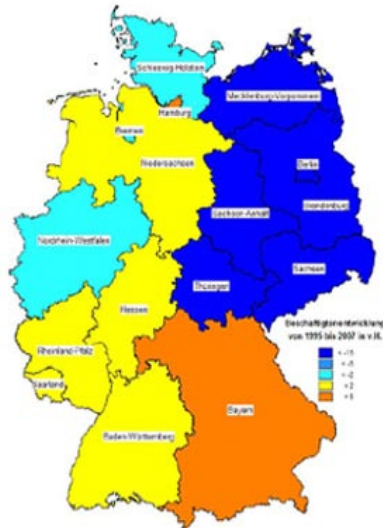 Schleswig-Holstein
Mecklenburg-Vorpommern
Hamburg
Bremen
Niedersachsen
Berlin
Brandenburg
Sachsen-Anhalt
Nordrhein-Westfalen
Sachsen
Thüringen
Hessen
Beschäftigtenentwicklung
von 1995 bis 2007 in v.H.
Rheinland-Pfalz
Saarland
Bayern
Baden-Württemberg